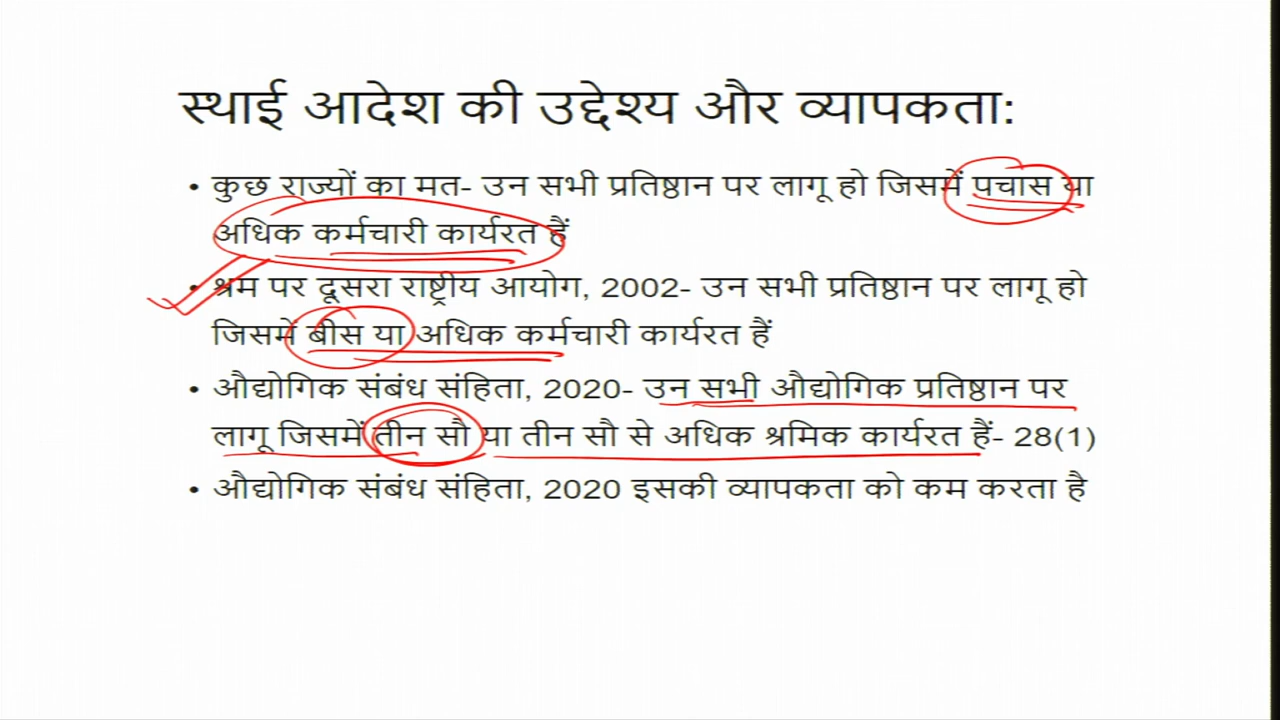 स्थाई आदेश की उद्देश्य और व्यापकता:
• कुछ राज्यों का मत- उन सभी प्रतिष्ठान पर लागू हो जिसमें पचास या
अधिक कर्मचारी कार्यरत हैं
• श्रम पर दूसरा राष्ट्रीय आयोग, 2002- उन सभी प्रतिष्ठान पर लागू हो
जिसमें बीस या अधिक कर्मचारी कार्यरत हैं
• औद्योगिक संबंध संहिता, 2020- उन सभी औद्योगिक प्रतिष्ठान पर
लागू जिसमें तीन सौ या तीन सौ से अधिक श्रमिक कार्यरत हैं- 28(1)
• औद्योगिक संबंध संहिता, 2020 इसकी व्यापकता को कम करता है